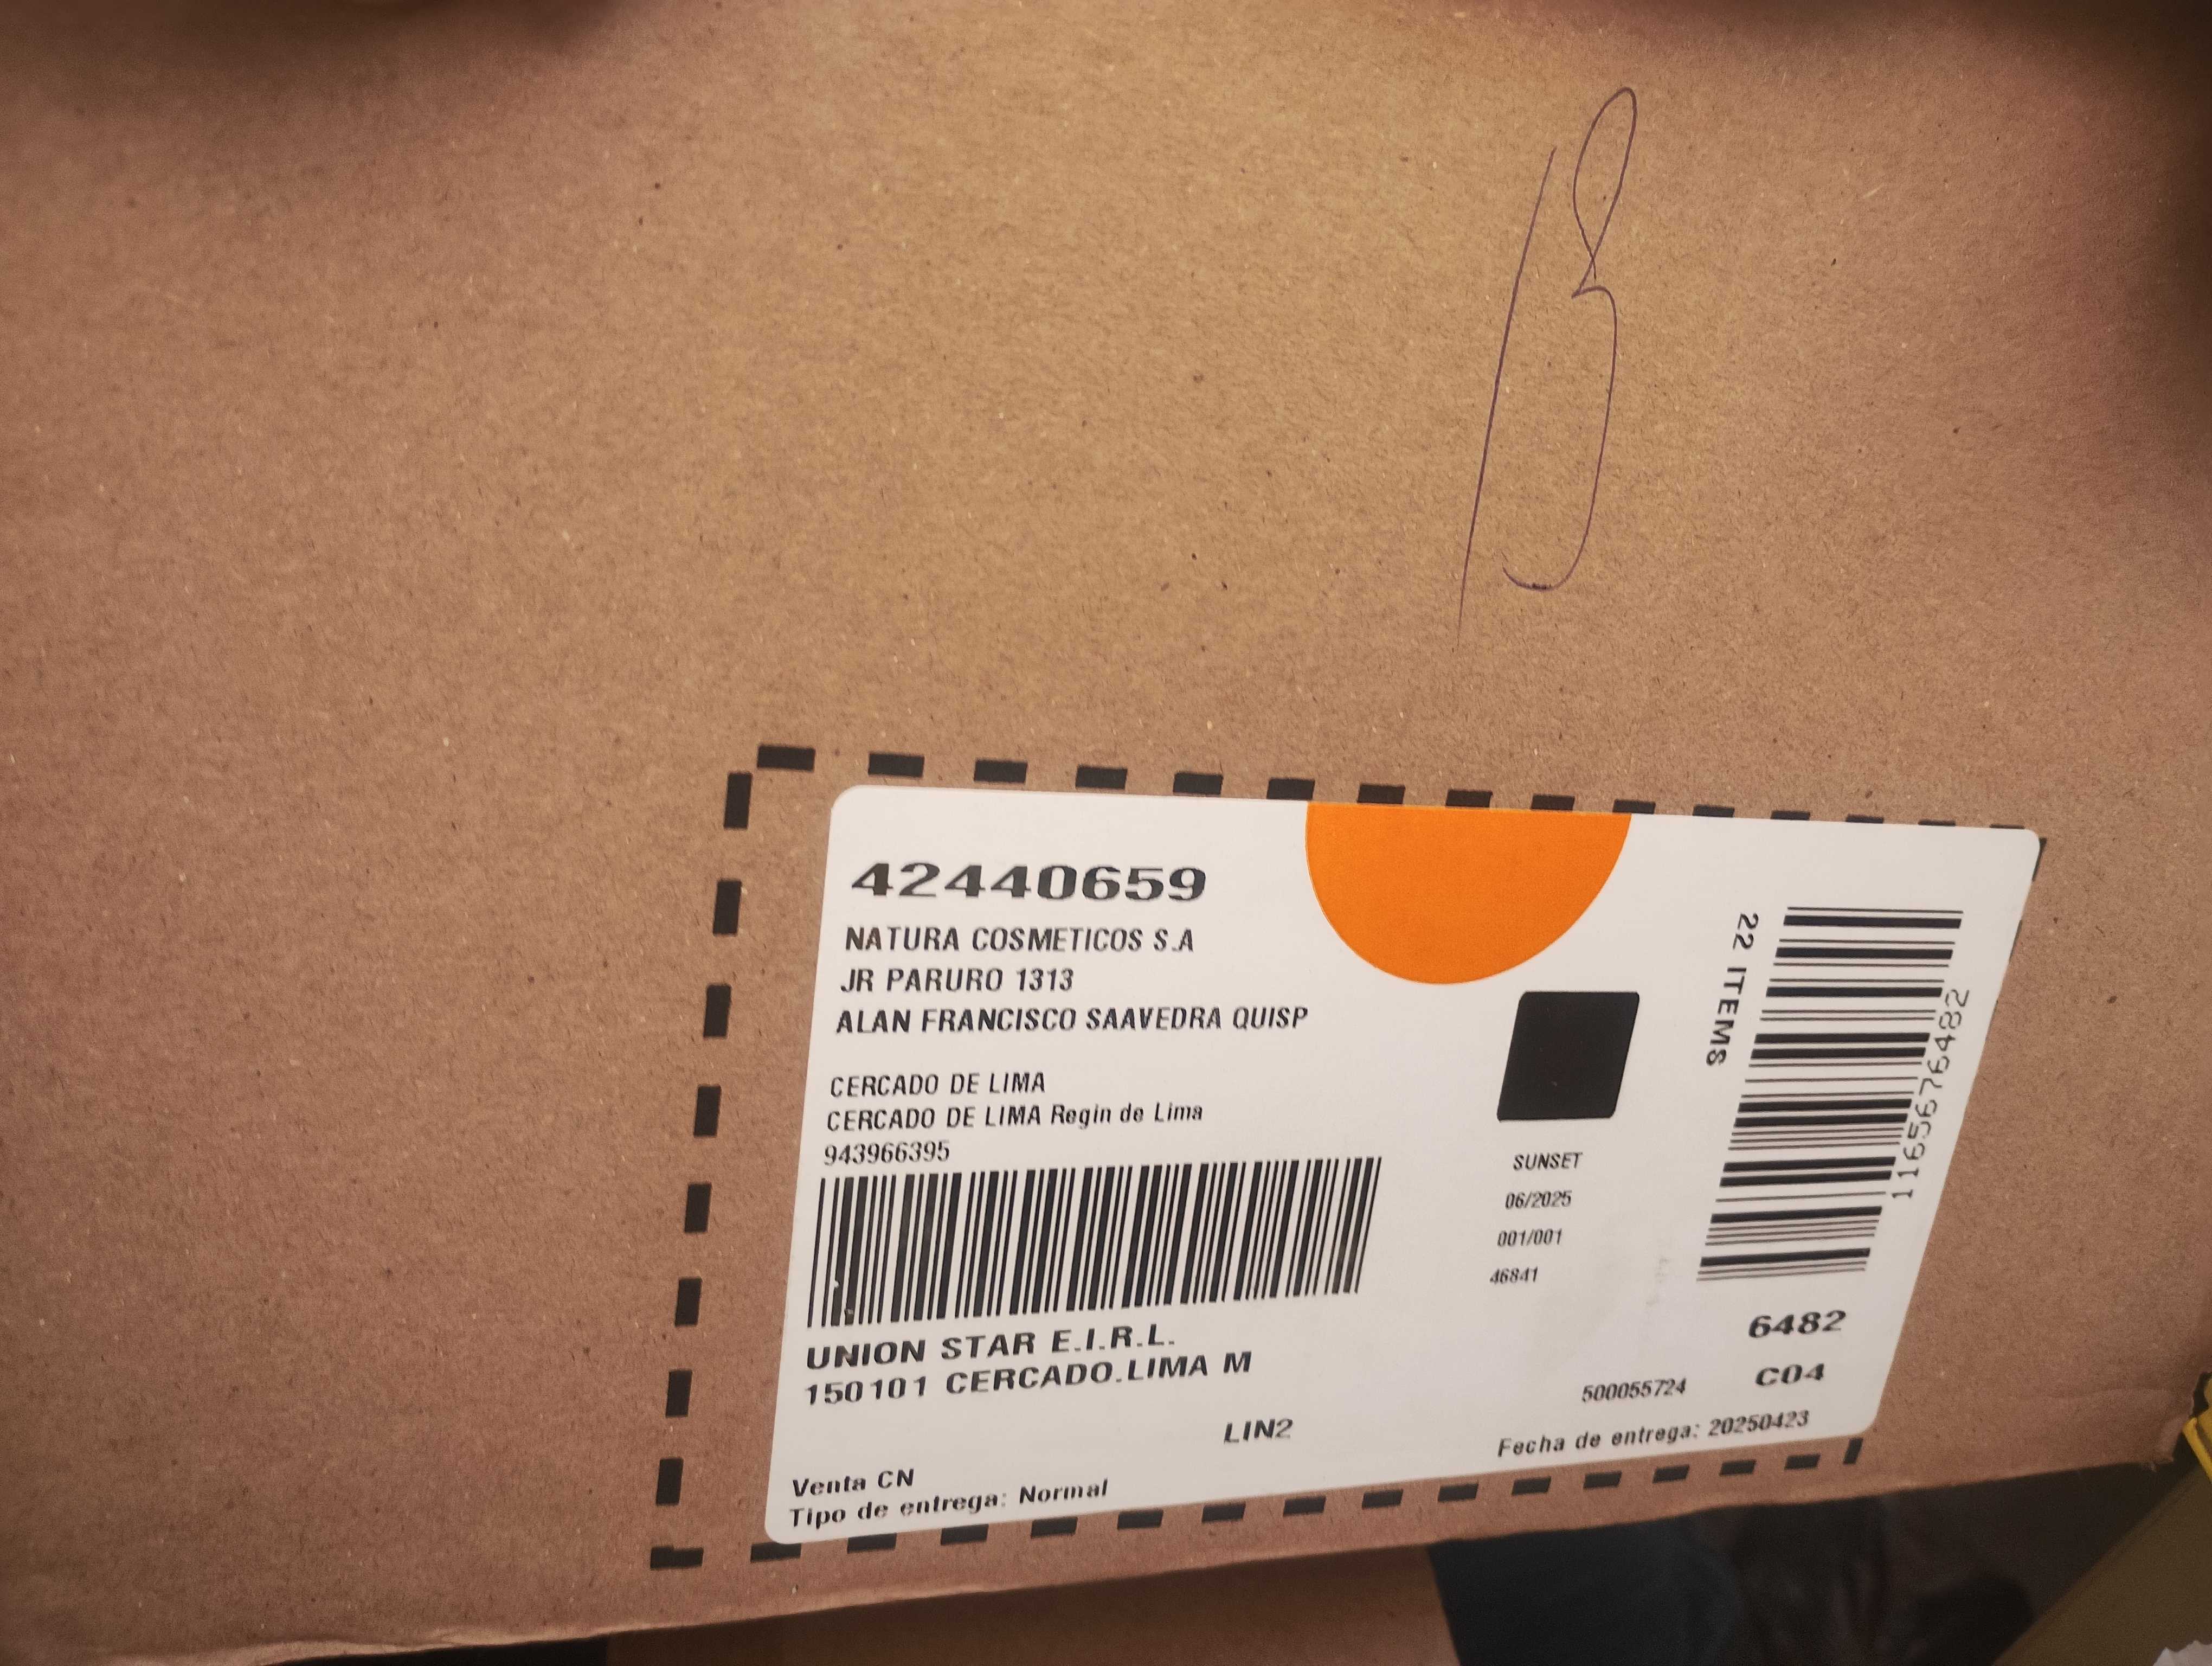 13
42440659
NATURA COSMETICOS S.A
JR PARURO 1313
ALAN FRANCISCO SAAVEDRA QUISP
CERCADO DE LIMA
CERCADO DE LIMA Regin de Lima
943966395
UNION STAR E.I.R.L.
150101 CERCADO.LIMA M
LIN2
Venta CN
Tipo de entrega: Normal
SUNSET
06/2025
001/001
46841
22 ITEMS
1165676482
6482
C04
500055724
Fecha de entrega: 20250423